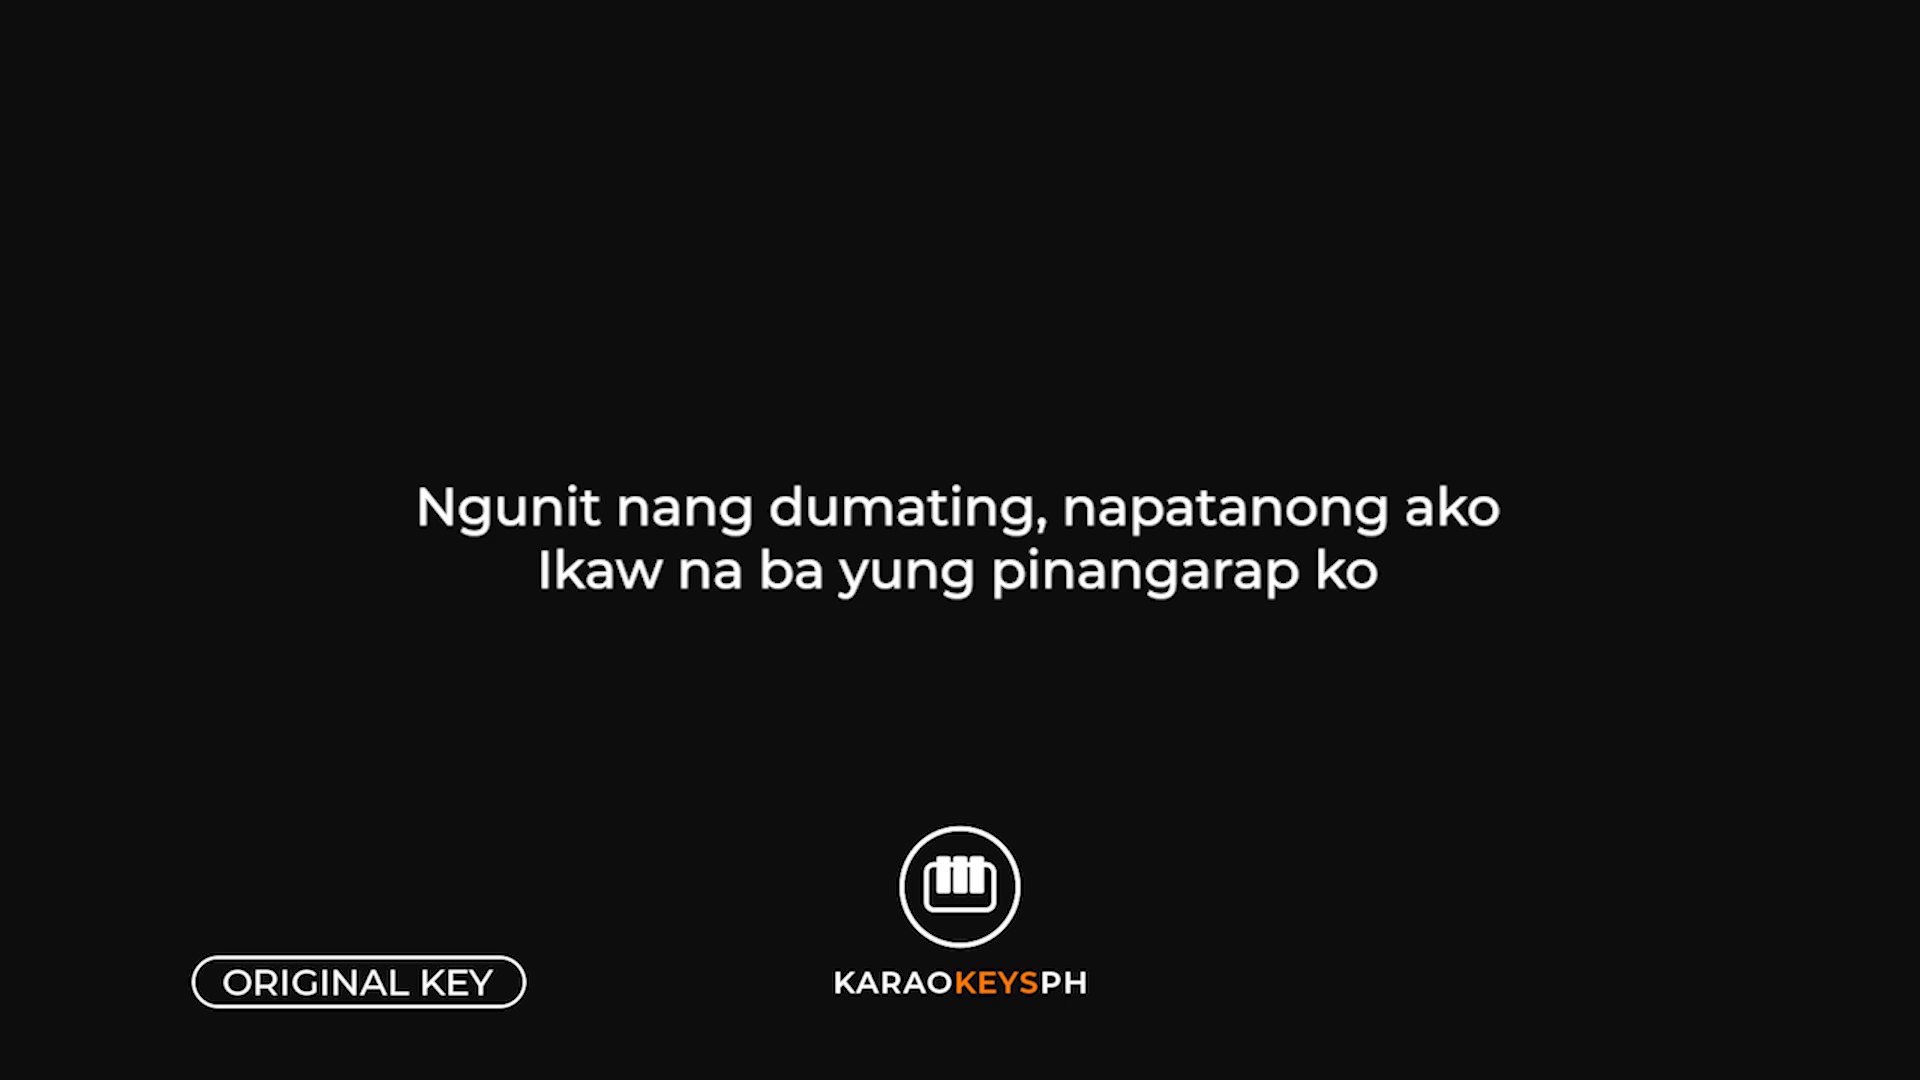 Ngunit nang dumating, napatanong ako
Ikaw na ba yung pinangarap ko
ORIGINAL KEY
KARAOKEYSPH